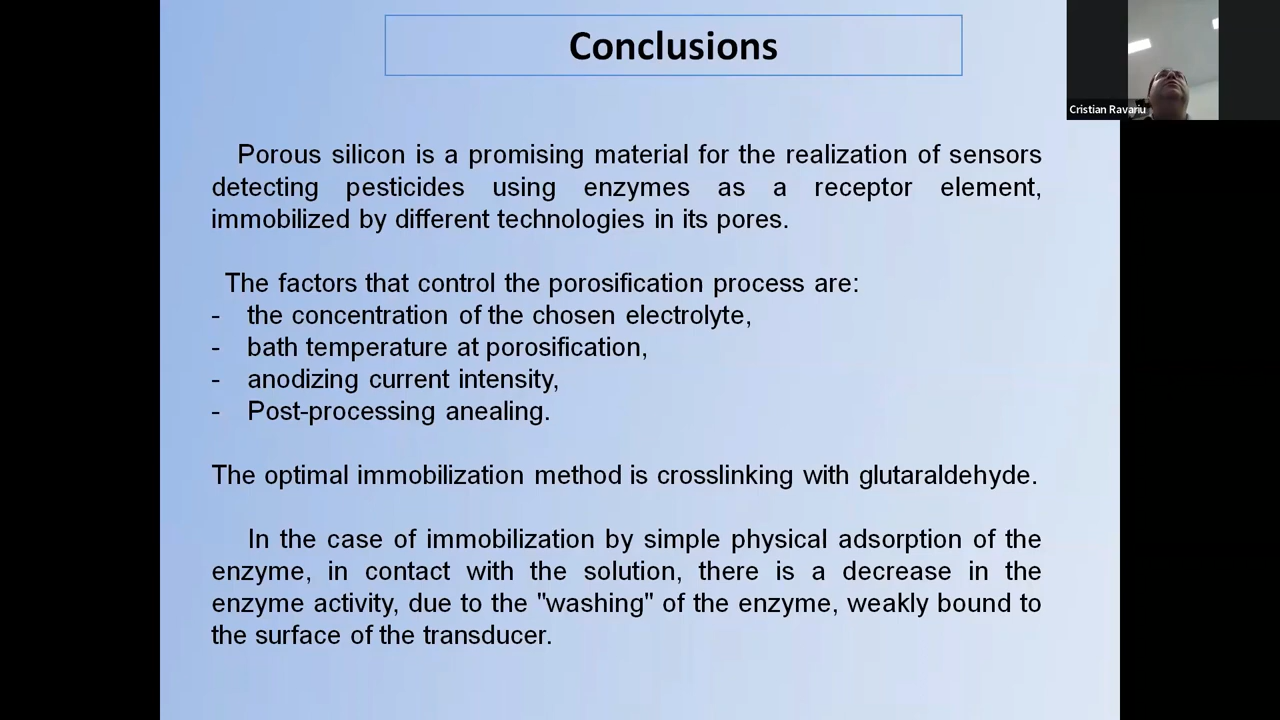 Conclusions
Cristian Ravariu
Porous silicon is a promising material for the realization of sensors
detecting pesticides using enzymes as a receptor element,
immobilized by different technologies in its pores.
The factors that control the porosification process are:
- the concentration of the chosen electrolyte,
- bath temperature at porosification,
- anodizing current intensity,
- Post-processing anealing.
The optimal immobilization method is crosslinking with glutaraldehyde.
In the case of immobilization by simple physical adsorption of the
enzyme, in contact with the solution, there is a decrease in the
enzyme activity, due to the "washing" of the enzyme, weakly bound to
the surface of the transducer.